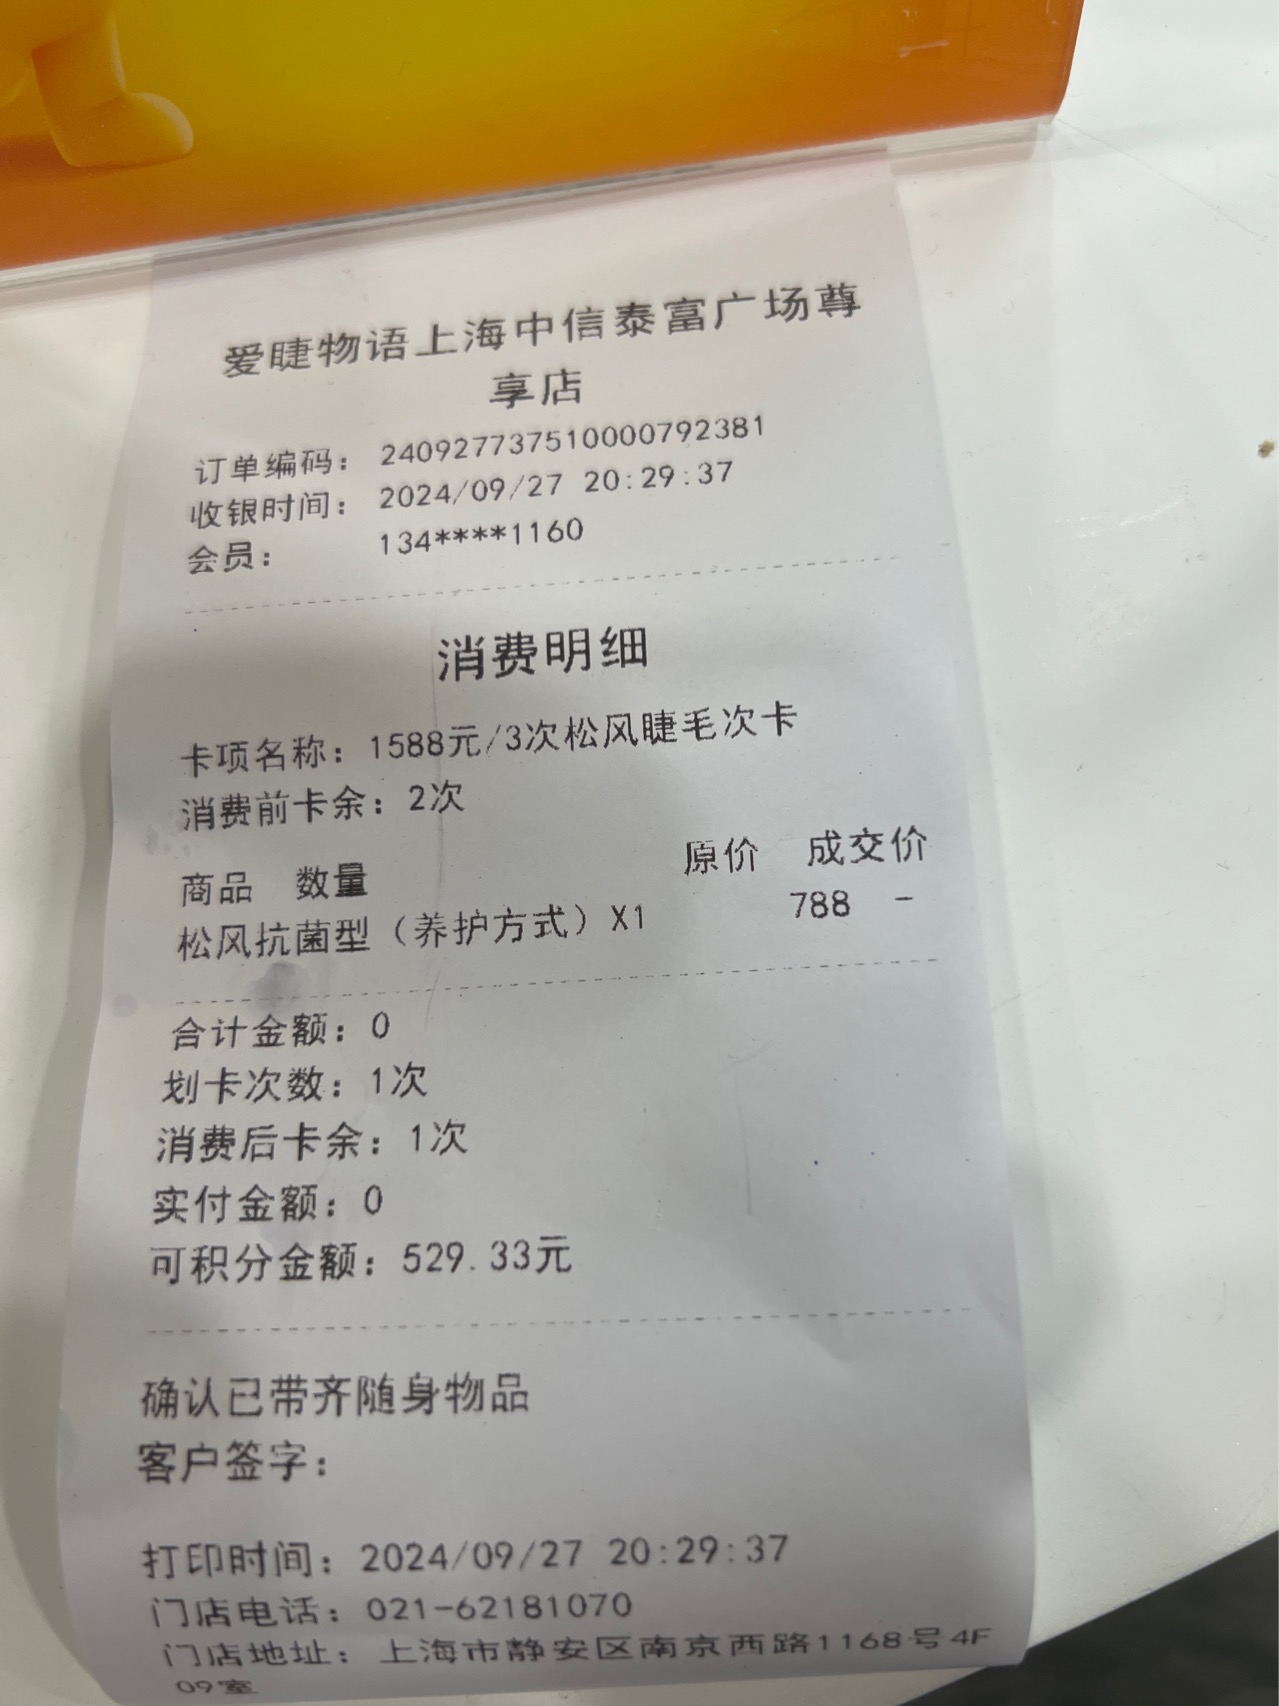 爱睫物语上海中信泰富广场尊
享店
订单编码： 240927737510000792381
收银时间： 2024/09/27 20:29:37
会员： 134****1160
消费明细
卡项名称：1588元/3次松风睫毛次卡
消费前卡余：2次
商品 数量 原价 成交价
松风抗菌型（养护方式）X1 788 -
合计金额：0
划卡次数：1次
消费后卡余：1次
实付金额：0
可积分金额：529.33元
确认已带齐随身物品
客户签字：
打印时间：2024/09/27 20:29:37
门店电话：021-62181070
门店地址：上海市静安区南京西路1168号4F
09室